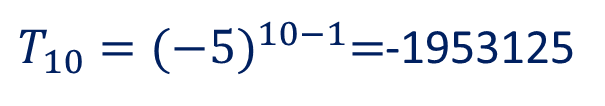 T₁₀ = (−5)¹⁰⁻¹=-1953125